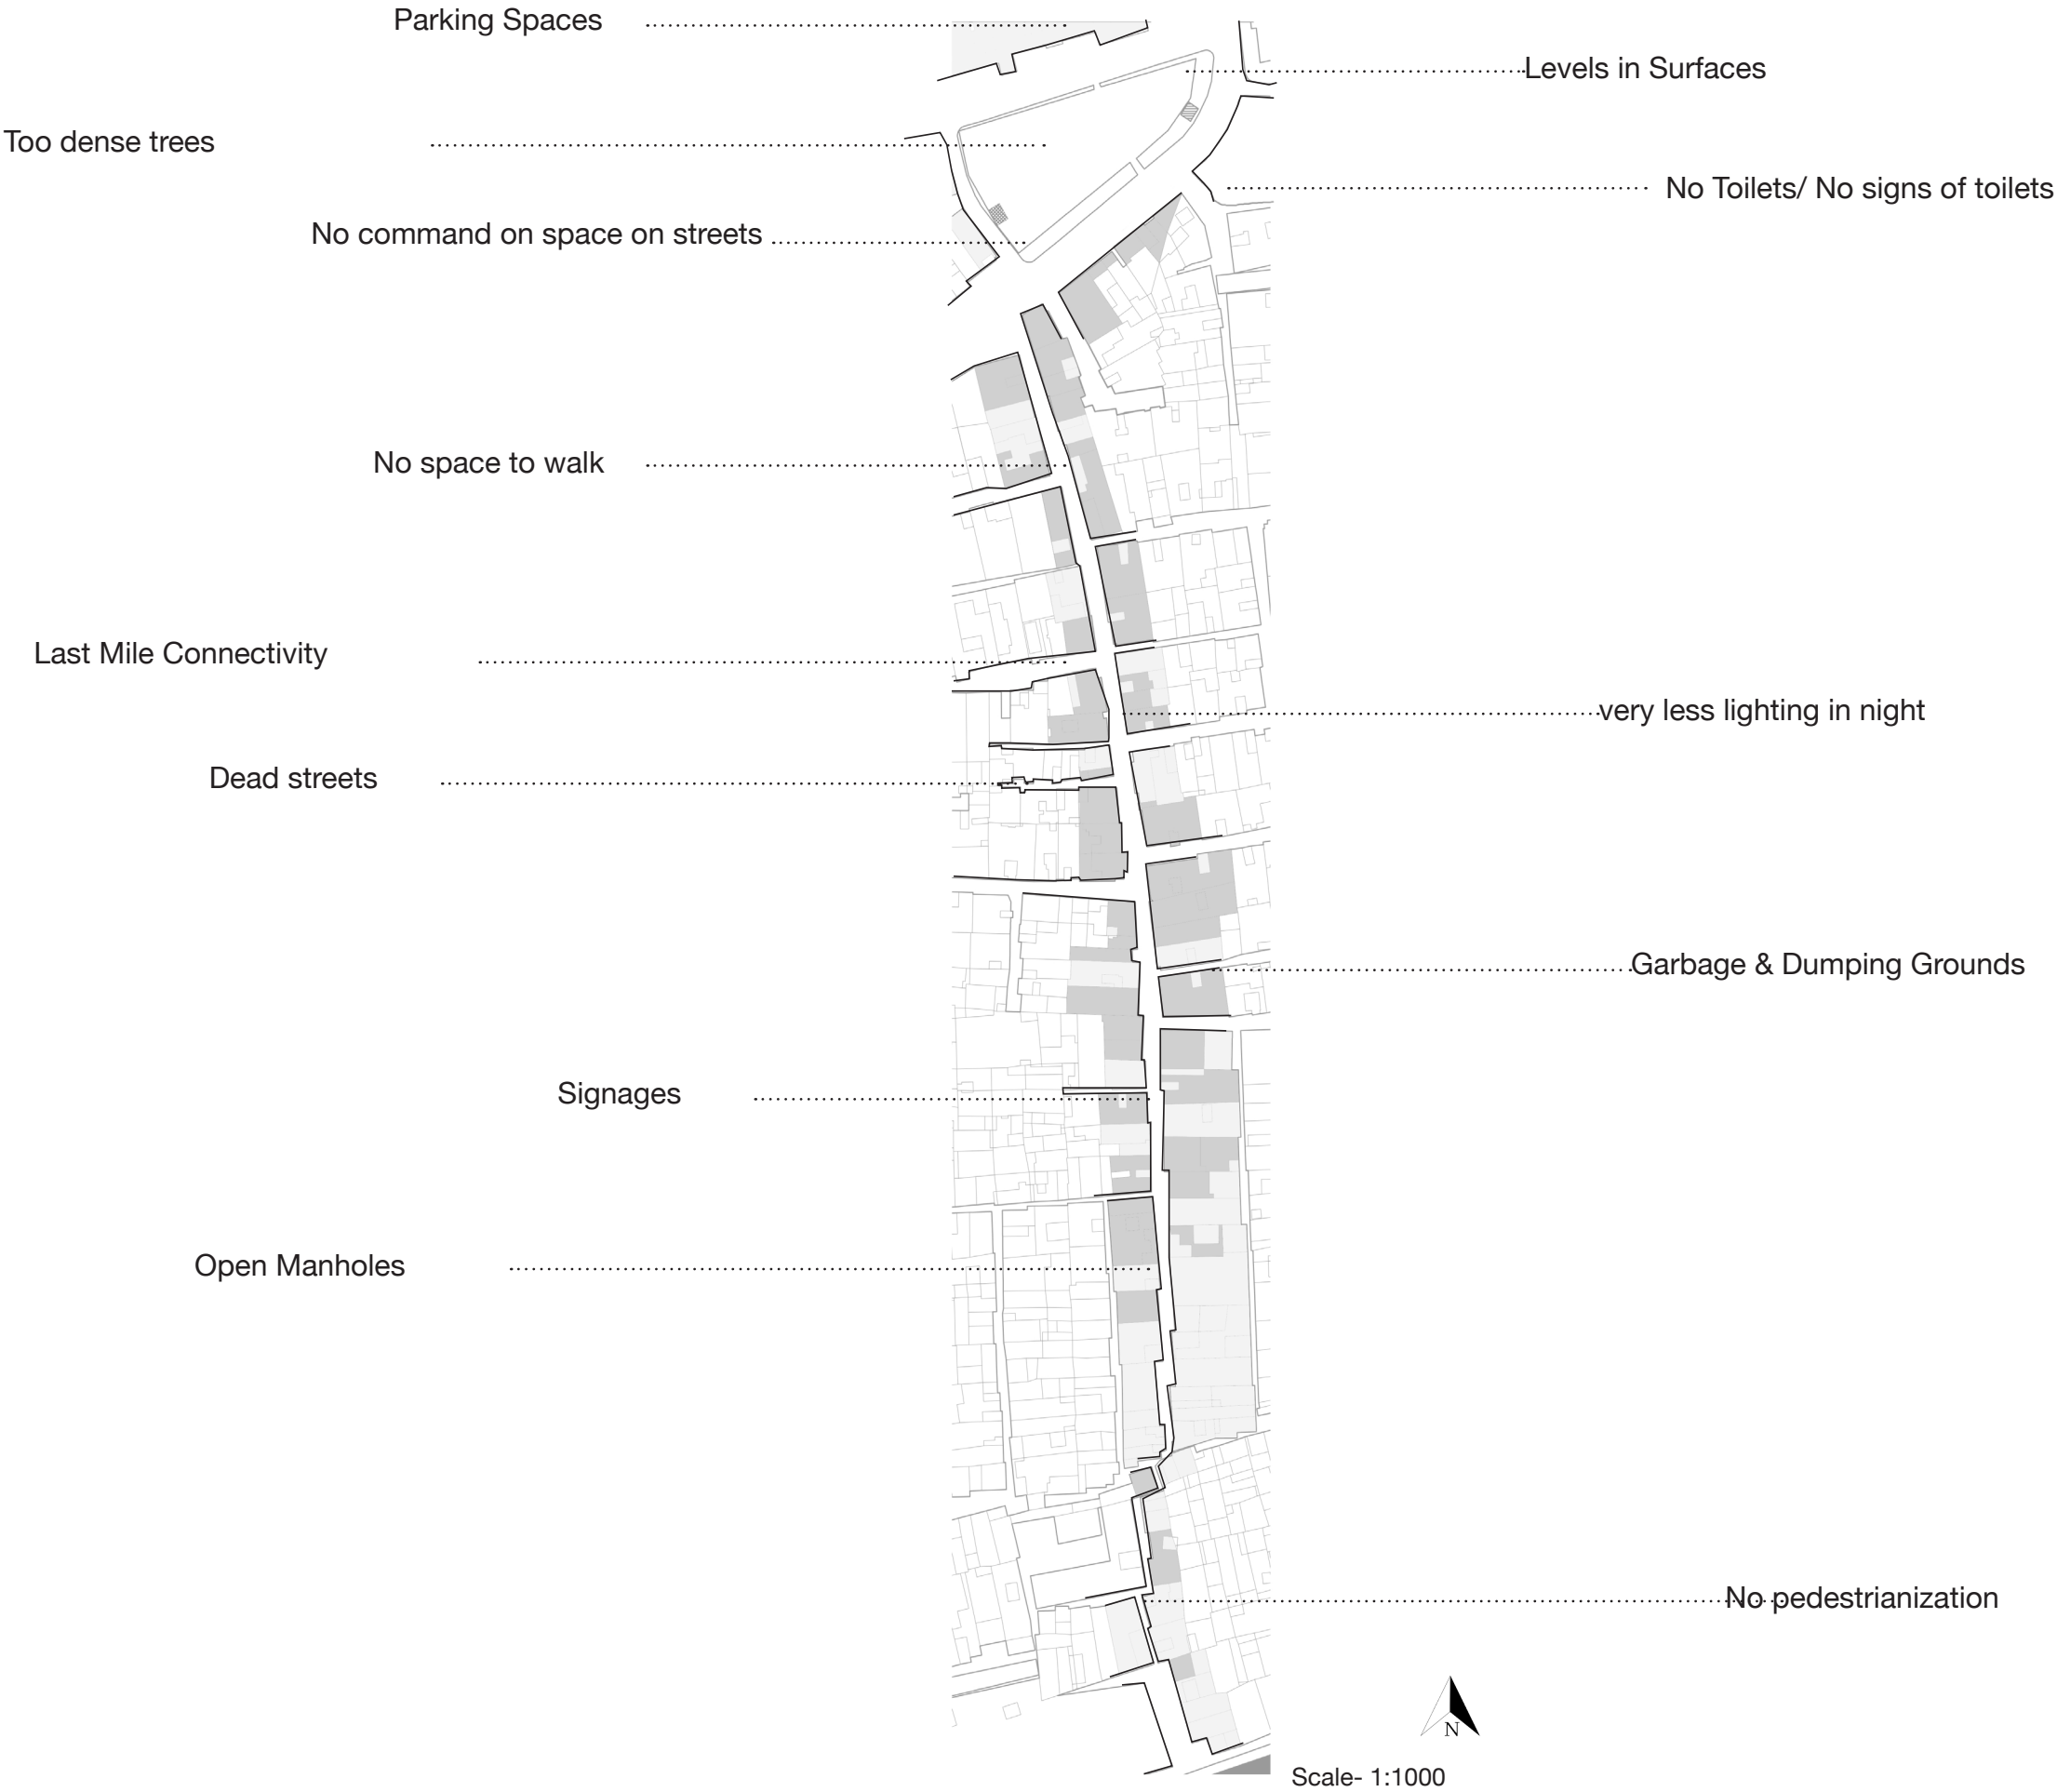 Parking Spaces
Levels in Surfaces
Too dense trees
No Toilets/ No signs of toilets
No command on space on streets
No space to walk
Last Mile Connectivity
very less lighting in night
Dead streets
Garbage & Dumping Grounds
Signages
Open Manholes
No pedestrianization
N
Scale- 1:1000